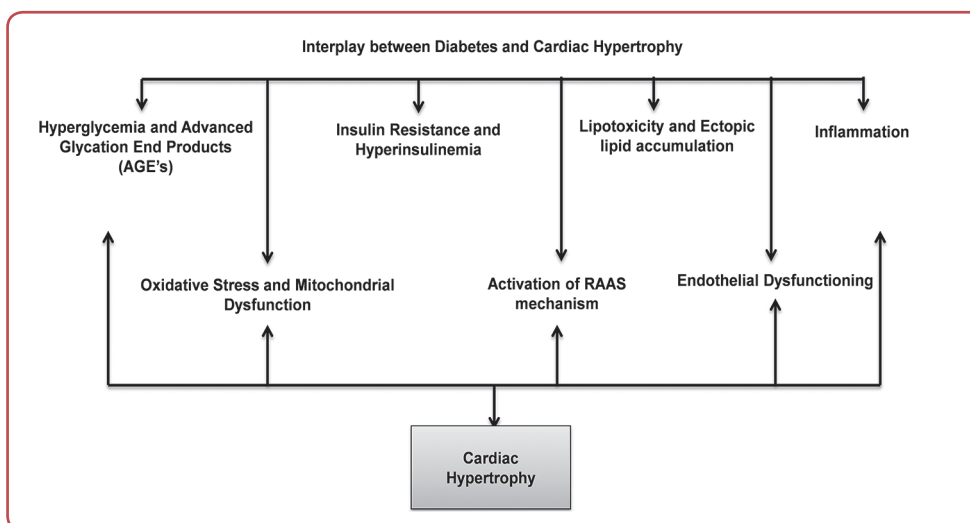 Interplay between Diabetes and Cardiac Hypertrophy
Hyperglycemia and Advanced
Glycation End Products
(AGE's)
Insulin Resistance and
Hyperinsulinemia
Lipotoxicity and Ectopic
lipid accumulation
Inflammation
Oxidative Stress and Mitochondrial
Dysfunction
Activation of RAAS
mechanism
Endothelial Dysfunctioning
Cardiac
Hypertrophy